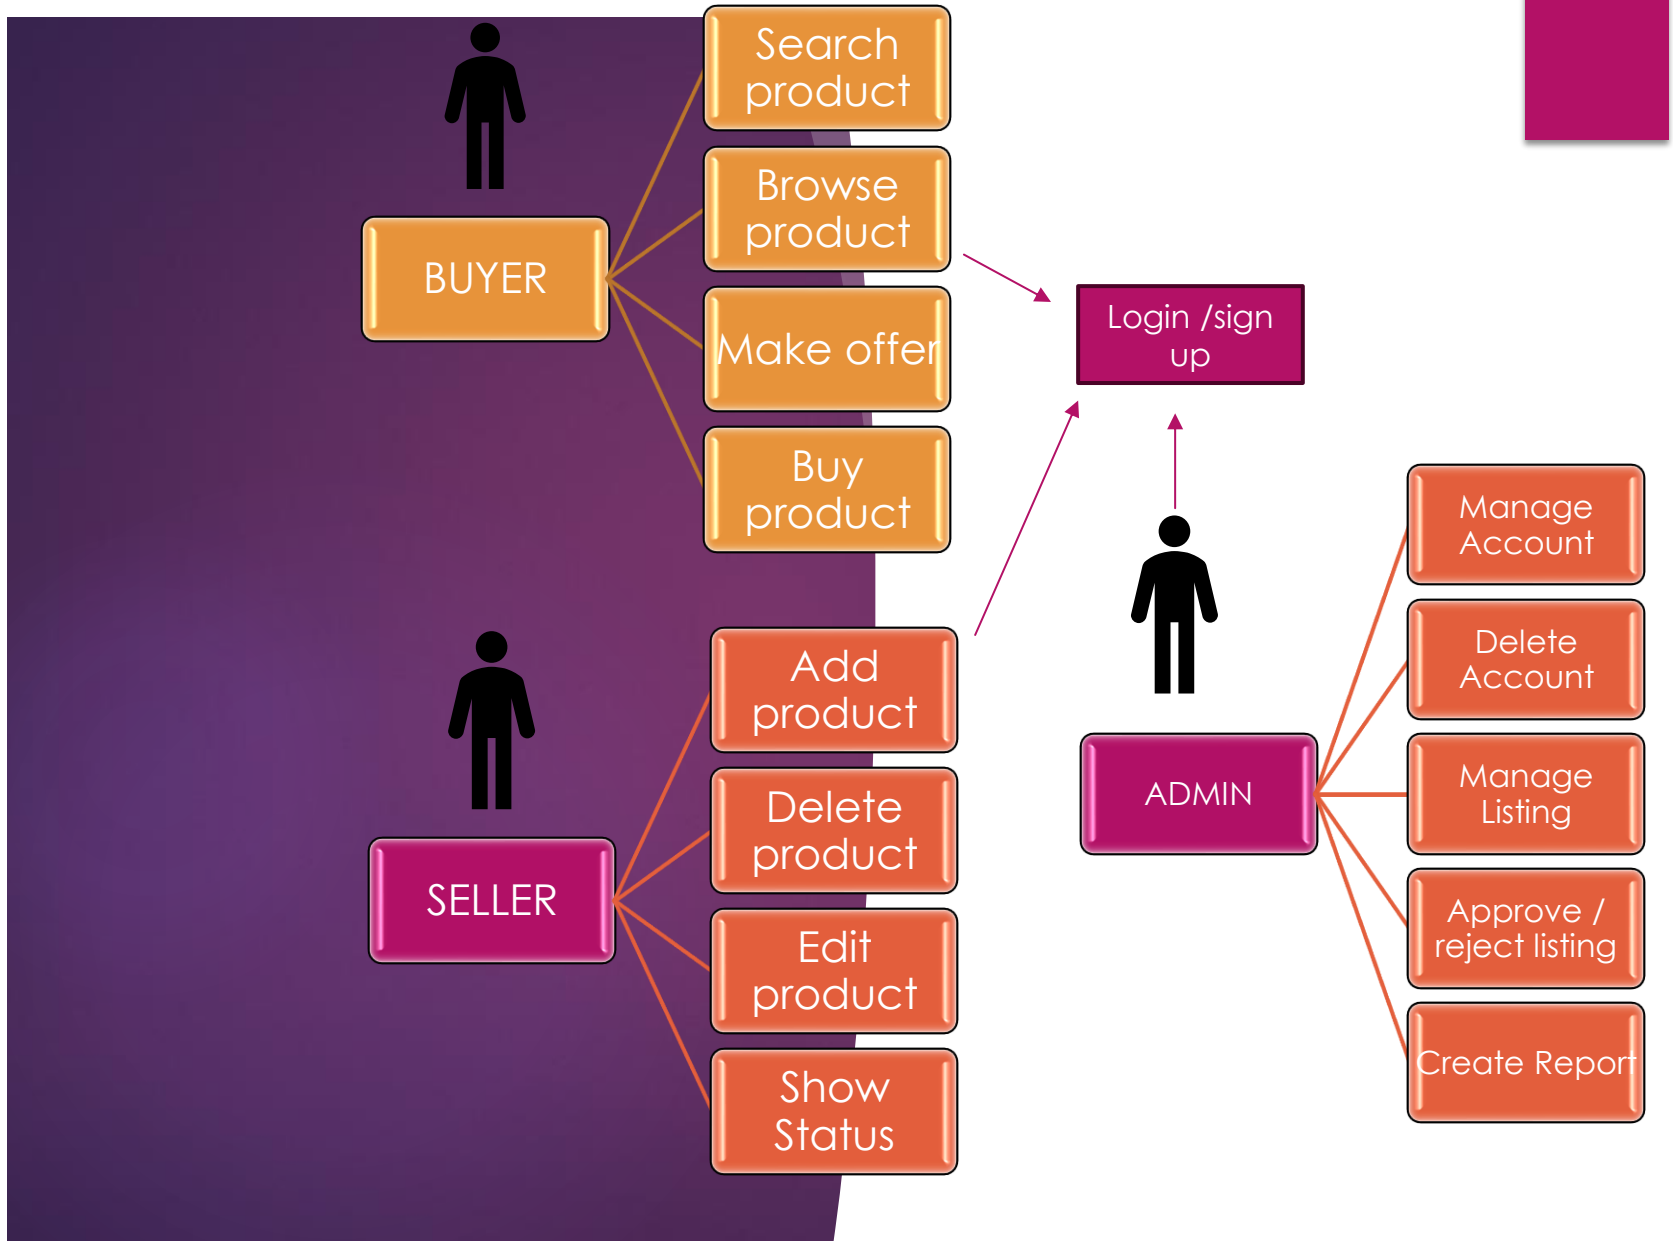 Search
product
Browse
product
BUYER
Make offer
Buy
product
Login /sign
up
Add
product
Delete
product
SELLER
Edit
product
Show
Status
Manage
Account
Delete
Account
ADMIN
Manage
Listing
Approve /
reject listing
Create Report